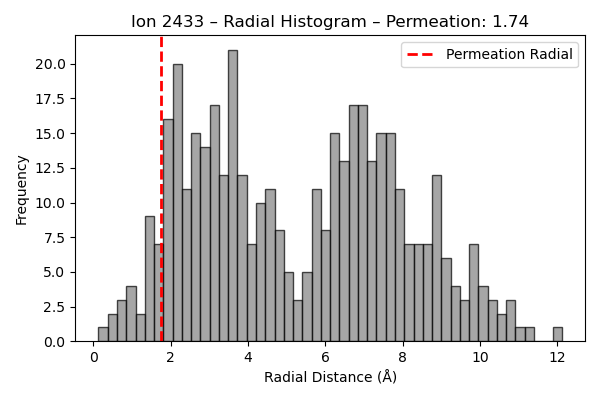 Ion 2433 – Radial Histogram – Permeation: 1.74
Permeation Radial
Frequency
20.0
17.5
15.0
12.5
10.0
7.5
5.0
2.5
0.0
0 2 4 6 8 10 12
Radial Distance (Å)